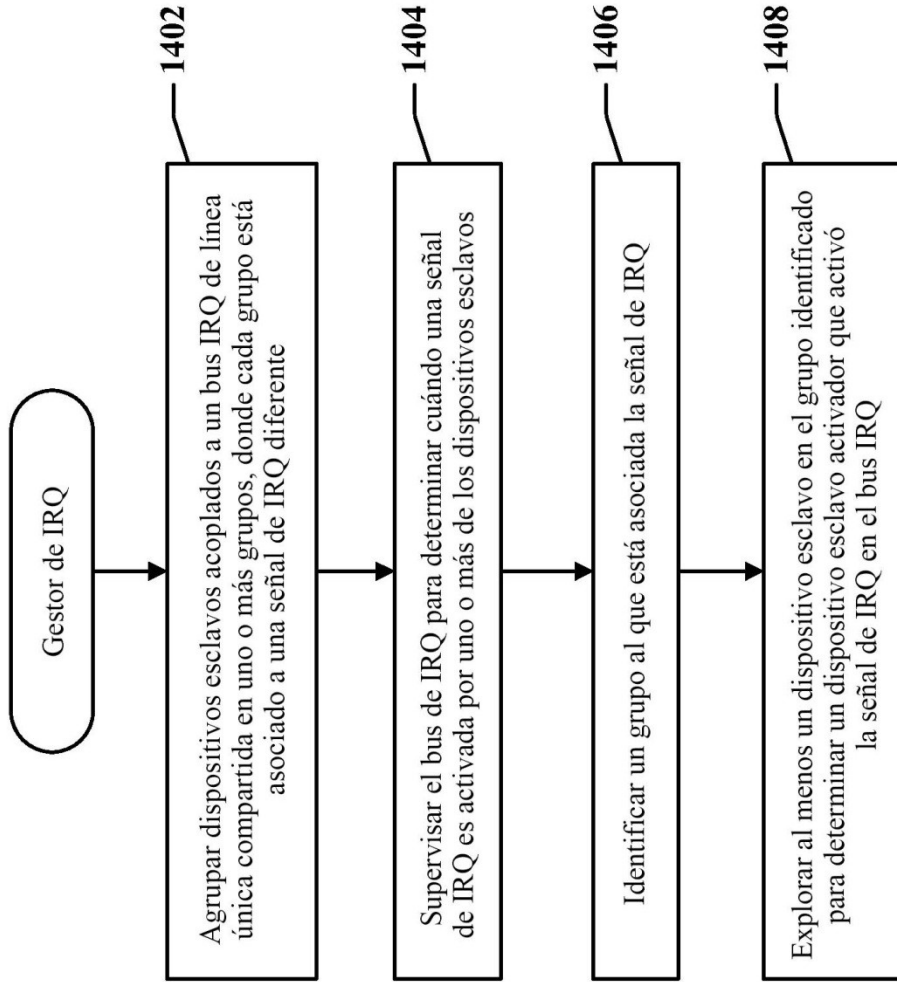 Gestor de IRQ
1402
Agrupar dispositivos esclavos acoplados a un bus IRQ de línea
única compartida en uno o más grupos, donde cada grupo está
asociado a una señal de IRQ diferente
1404
Supervisar el bus de IRQ para determinar cuándo una señal
de IRQ es activada por uno o más de los dispositivos esclavos
1406
Identificar un grupo al que está asociada la señal de IRQ
1408
Explorar al menos un dispositivo esclavo en el grupo identificado
para determinar un dispositivo esclavo activador que activó
la señal de IRQ en el bus IRQ